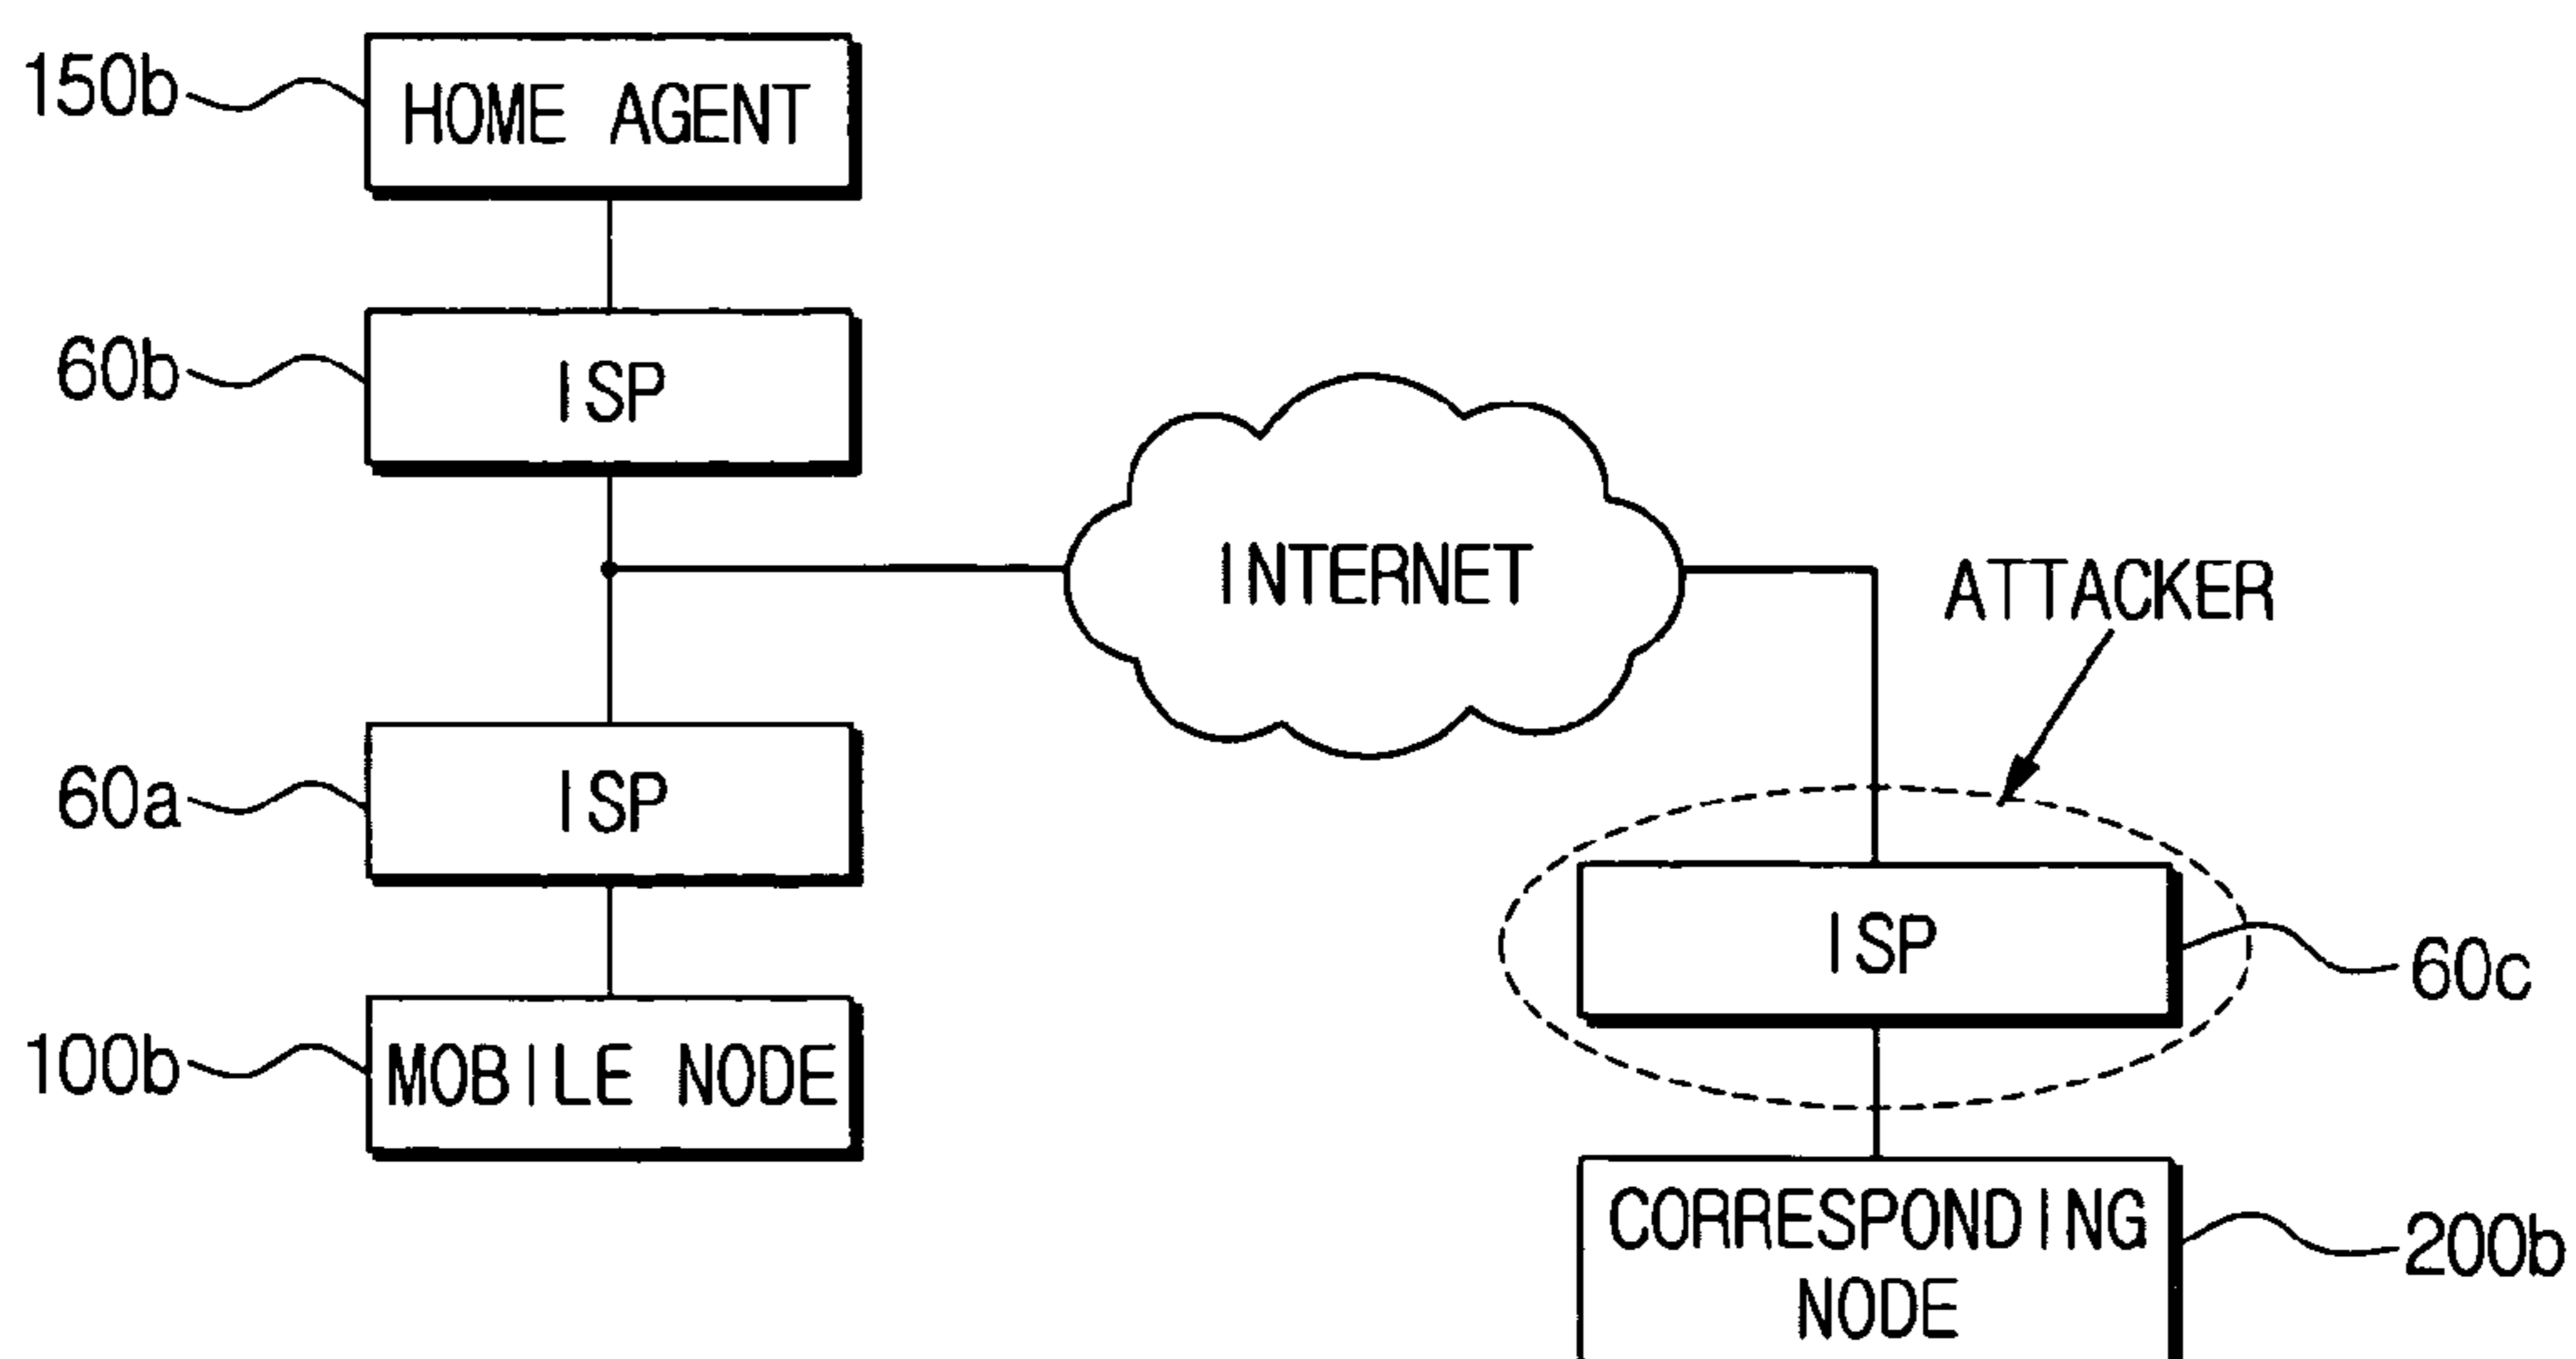 150b
HOME AGENT
60b
ISP
INTERNET
ATTACKER
60a
ISP
ISP
60c
100b
MOBILE NODE
CORRESPONDING
NODE
200b